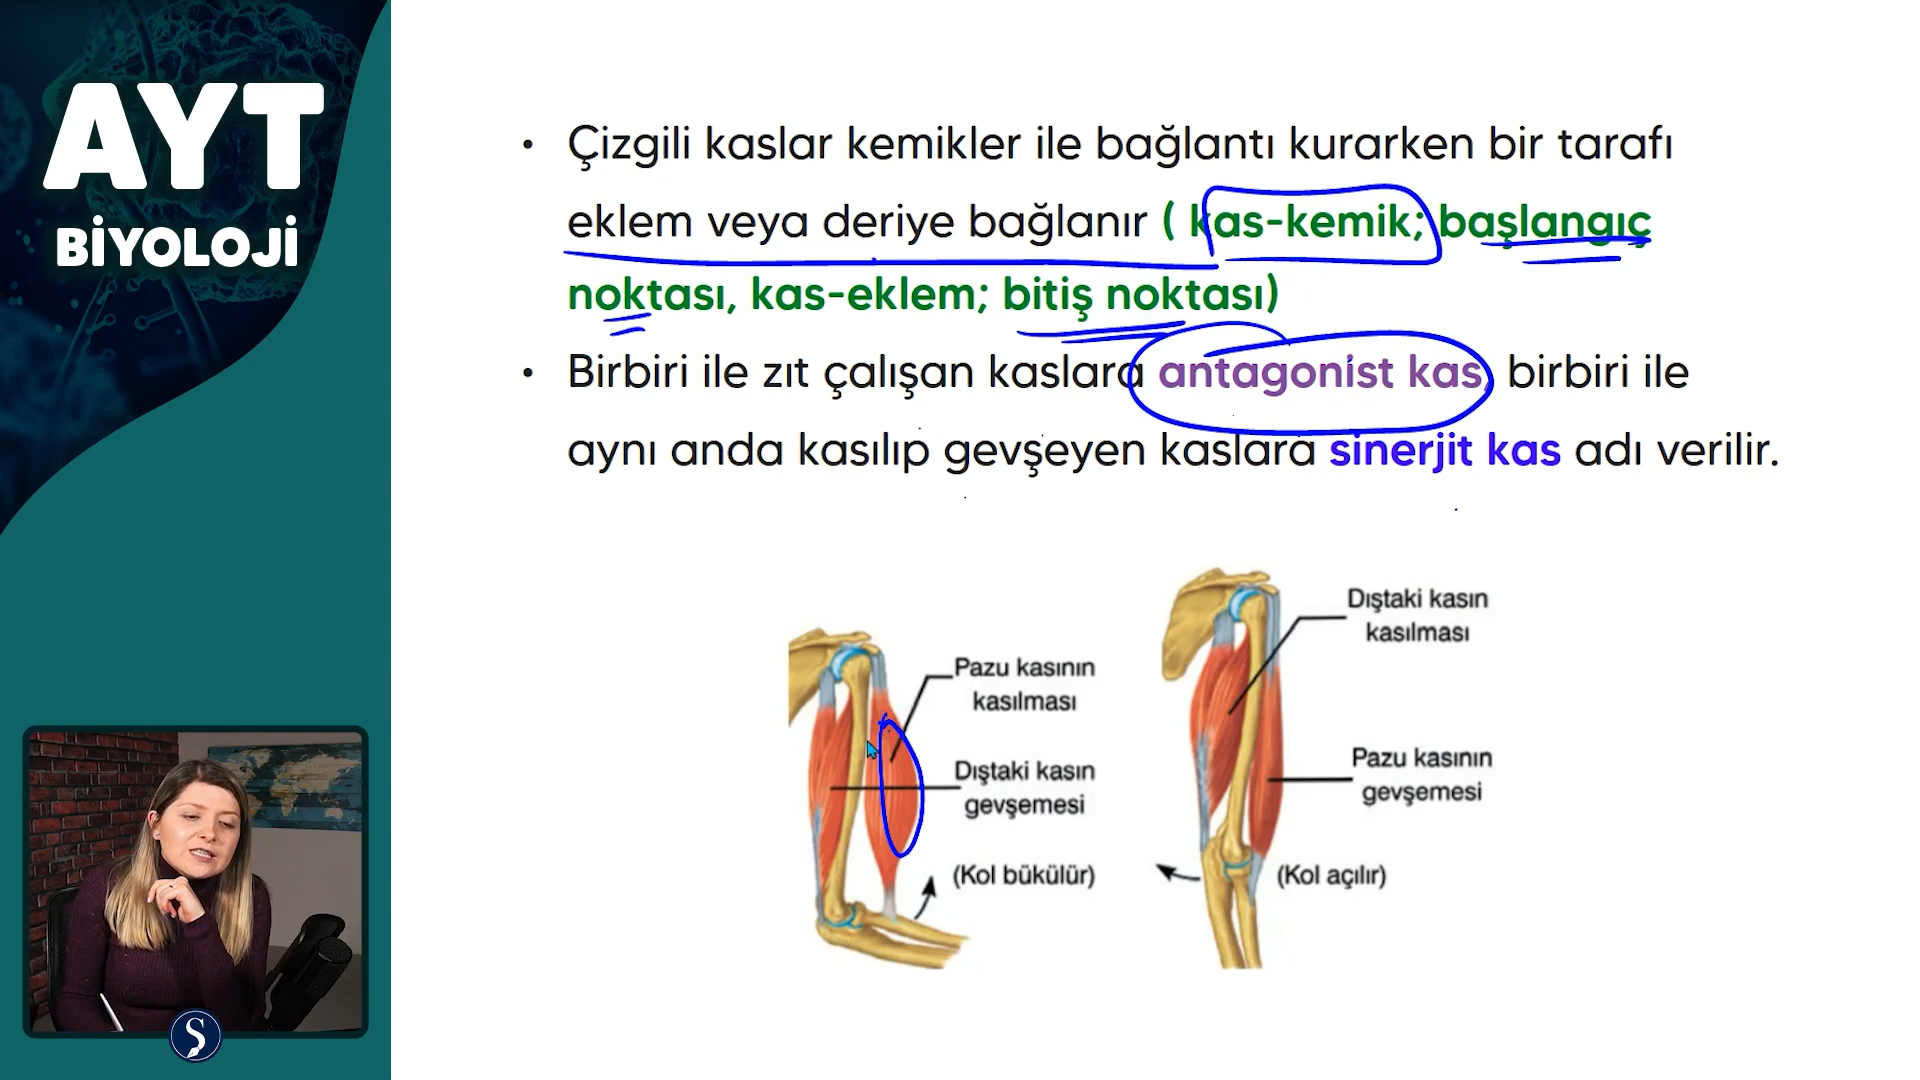 AYT
BİYOLOJİ
• Çizgili kaslar kemikler ile bağlantı kurarken bir tarafı
eklem veya deriye bağlanır ( kas-kemik; başlangıç
noktası, kas-eklem; bitiş noktası)
• Birbiri ile zıt çalışan kaslara antagonist kas, birbiri ile
aynı anda kasılıp gevşeyen kaslara sinerjit kas adı verilir.
Pazu kasının
kasılması
Dıştaki kasın
gevşemesi
(Kol bükülür)
Dıştaki kasın
kasılması
Pazu kasının
gevşemesi
(Kol açılır)
S